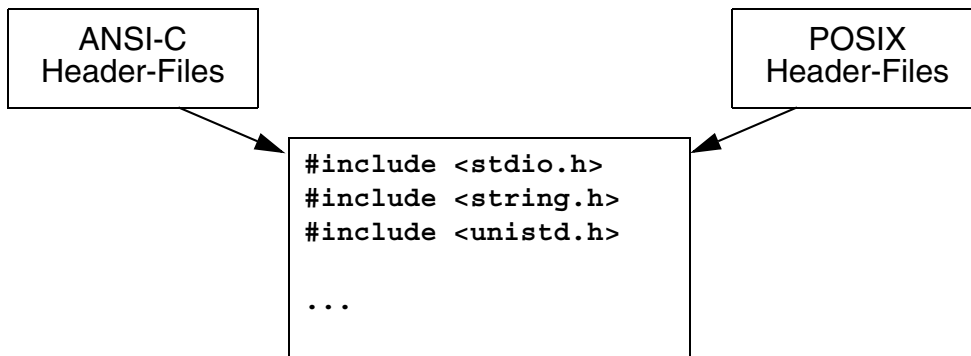 ANSI-C
Header-Files
POSIX
Header-Files
#include <stdio.h>
#include <string.h>
#include <unistd.h>
...